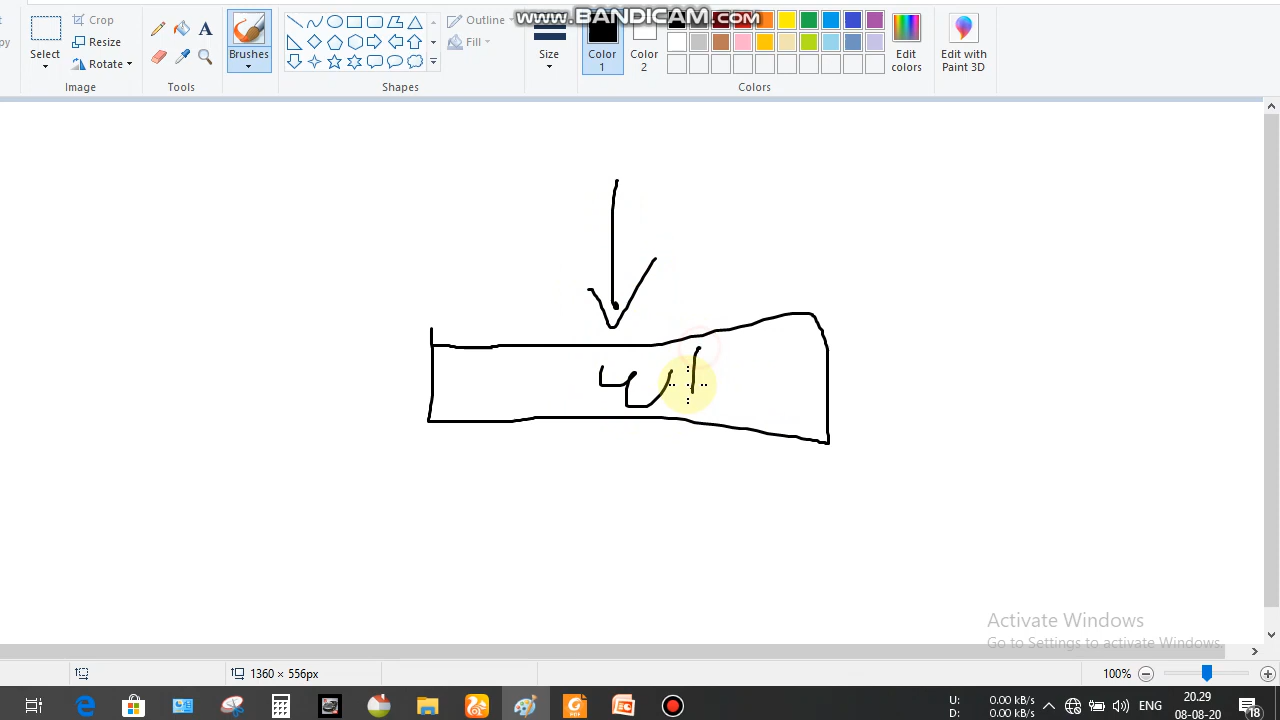 www.BANDICAM.com
Select
Crop
Resize
Rotate
Image
Tools
Brushes
Outline
Fill
Shapes
Size
Color 1
Color 2
Edit colors
Colors
Edit with Paint 3D
Activate Windows
Go to Settings to activate Windows.
1360 × 556px
100%
U: 0.00 kB/s
D: 0.00 kB/s
ENG
20.29
08-08-20
18